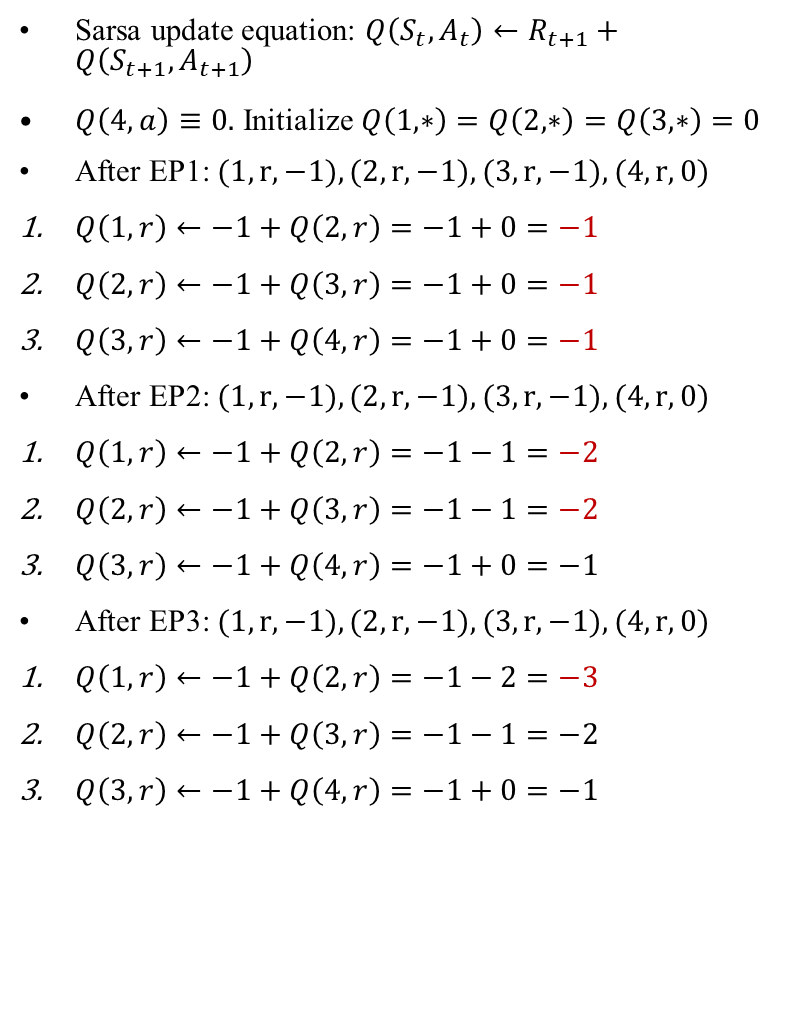 • Sarsa update equation: Q(Sₜ, Aₜ) ← Rₜ₊₁ +
Q(Sₜ₊₁, Aₜ₊₁)
• Q(4, a) ≡ 0. Initialize Q(1,∗) = Q(2,∗) = Q(3,∗) = 0
• After EP1: (1, r, −1), (2, r, −1), (3, r, −1), (4, r, 0)
1. Q(1, r) ← −1 + Q(2, r) = −1 + 0 = −1
2. Q(2, r) ← −1 + Q(3, r) = −1 + 0 = −1
3. Q(3, r) ← −1 + Q(4, r) = −1 + 0 = −1
• After EP2: (1, r, −1), (2, r, −1), (3, r, −1), (4, r, 0)
1. Q(1, r) ← −1 + Q(2, r) = −1 − 1 = −2
2. Q(2, r) ← −1 + Q(3, r) = −1 − 1 = −2
3. Q(3, r) ← −1 + Q(4, r) = −1 + 0 = −1
• After EP3: (1, r, −1), (2, r, −1), (3, r, −1), (4, r, 0)
1. Q(1, r) ← −1 + Q(2, r) = −1 − 2 = −3
2. Q(2, r) ← −1 + Q(3, r) = −1 − 1 = −2
3. Q(3, r) ← −1 + Q(4, r) = −1 + 0 = −1